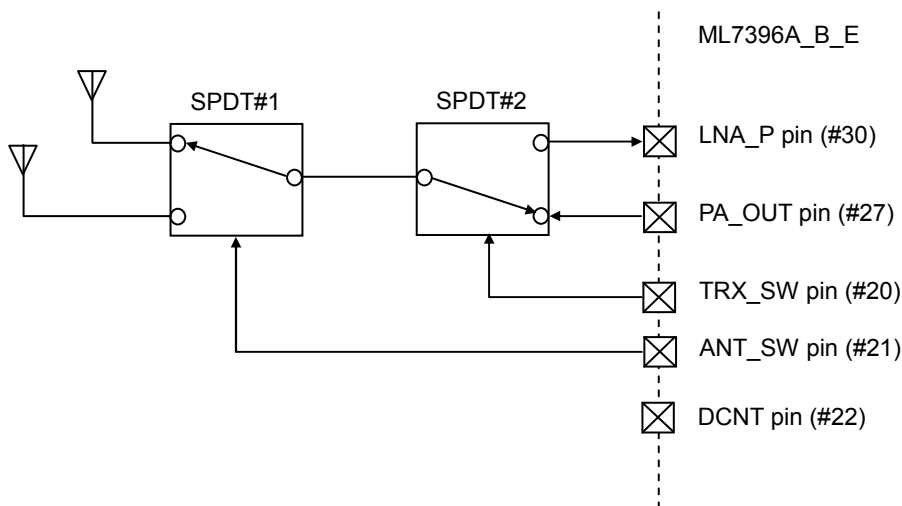 ML7396A_B_E
SPDT#1
SPDT#2
LNA_P pin (#30)
PA_OUT pin (#27)
TRX_SW pin (#20)
ANT_SW pin (#21)
DCNT pin (#22)